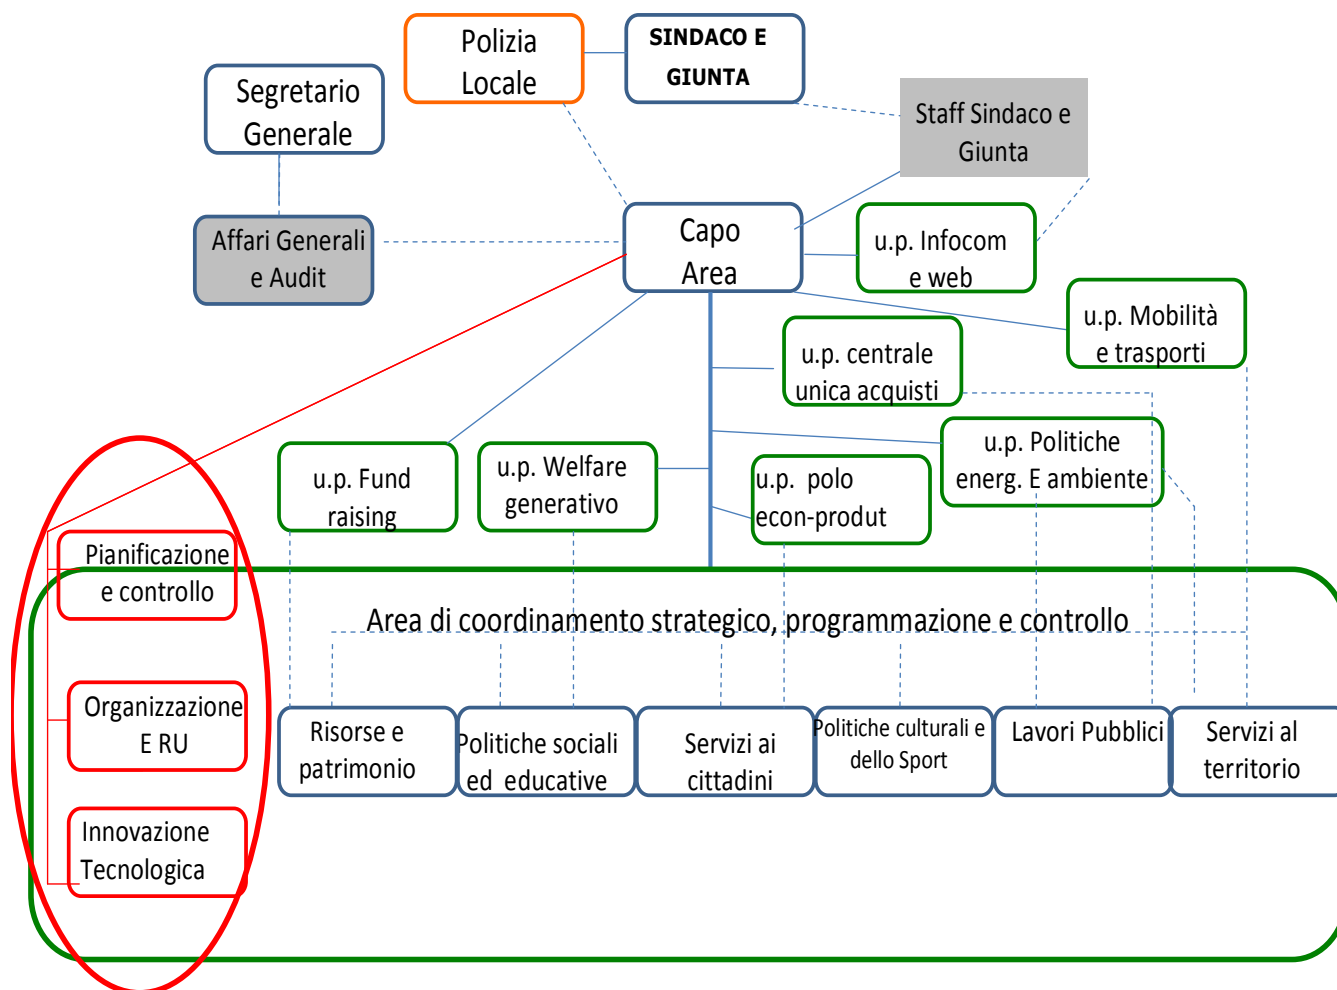 Polizia
Locale
SINDACO E
GIUNTA
Segretario
Generale
Staff Sindaco e
Giunta
Affari Generali
e Audit
Capo
Area
u.p. Infocom
e web
u.p. Mobilità
e trasporti
u.p. centrale
unica acquisti
u.p. Fund
raising
u.p. Welfare
generativo
u.p. polo
econ-produt
u.p. Politiche
energ. E ambiente
Pianificazione
e controllo
Area di coordinamento strategico, programmazione e controllo
Organizzazione
E RU
Risorse e
patrimonio
Politiche sociali
ed educative
Servizi ai
cittadini
Politiche culturali e
dello Sport
Lavori Pubblici
Servizi al
territorio
Innovazione
Tecnologica